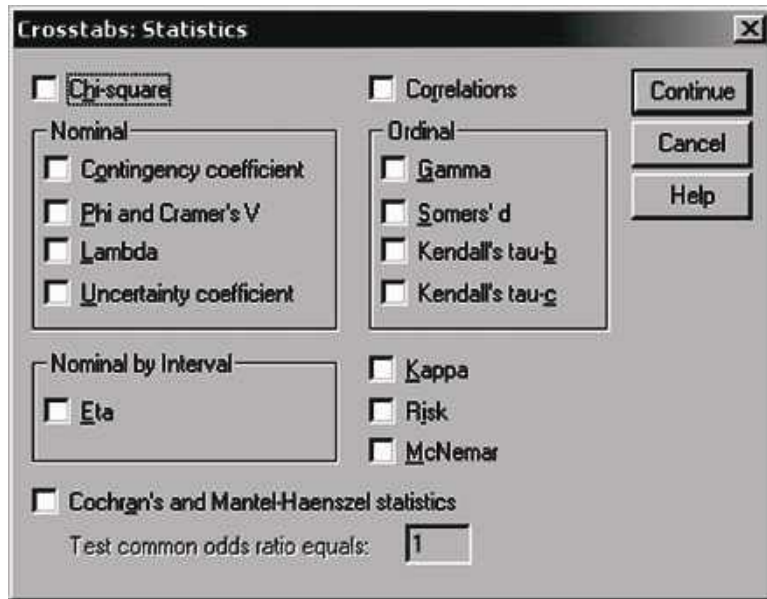 Crosstabs: Statistics
Chi-square
Correlations
Continue
Cancel
Help
Nominal
Contingency coefficient
Phi and Cramer's V
Lambda
Uncertainty coefficient
Ordinal
Gamma
Somers' d
Kendall's tau-b
Kendall's tau-c
Nominal by Interval
Eta
Kappa
Risk
McNemar
Cochran's and Mantel-Haenszel statistics
Test common odds ratio equals: 1